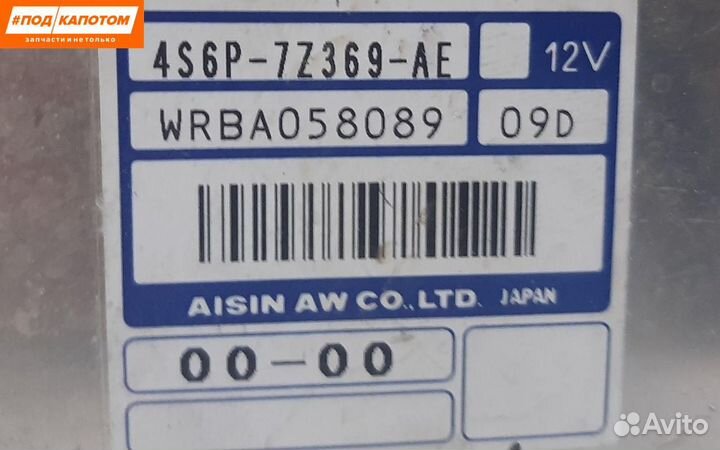 #ПОД КАПОТОМ
запчасти и не только
4S6P-7Z369-AE 12V
WRBA058089 09D
AISIN AW CO.,LTD. JAPAN
00-00
Avito